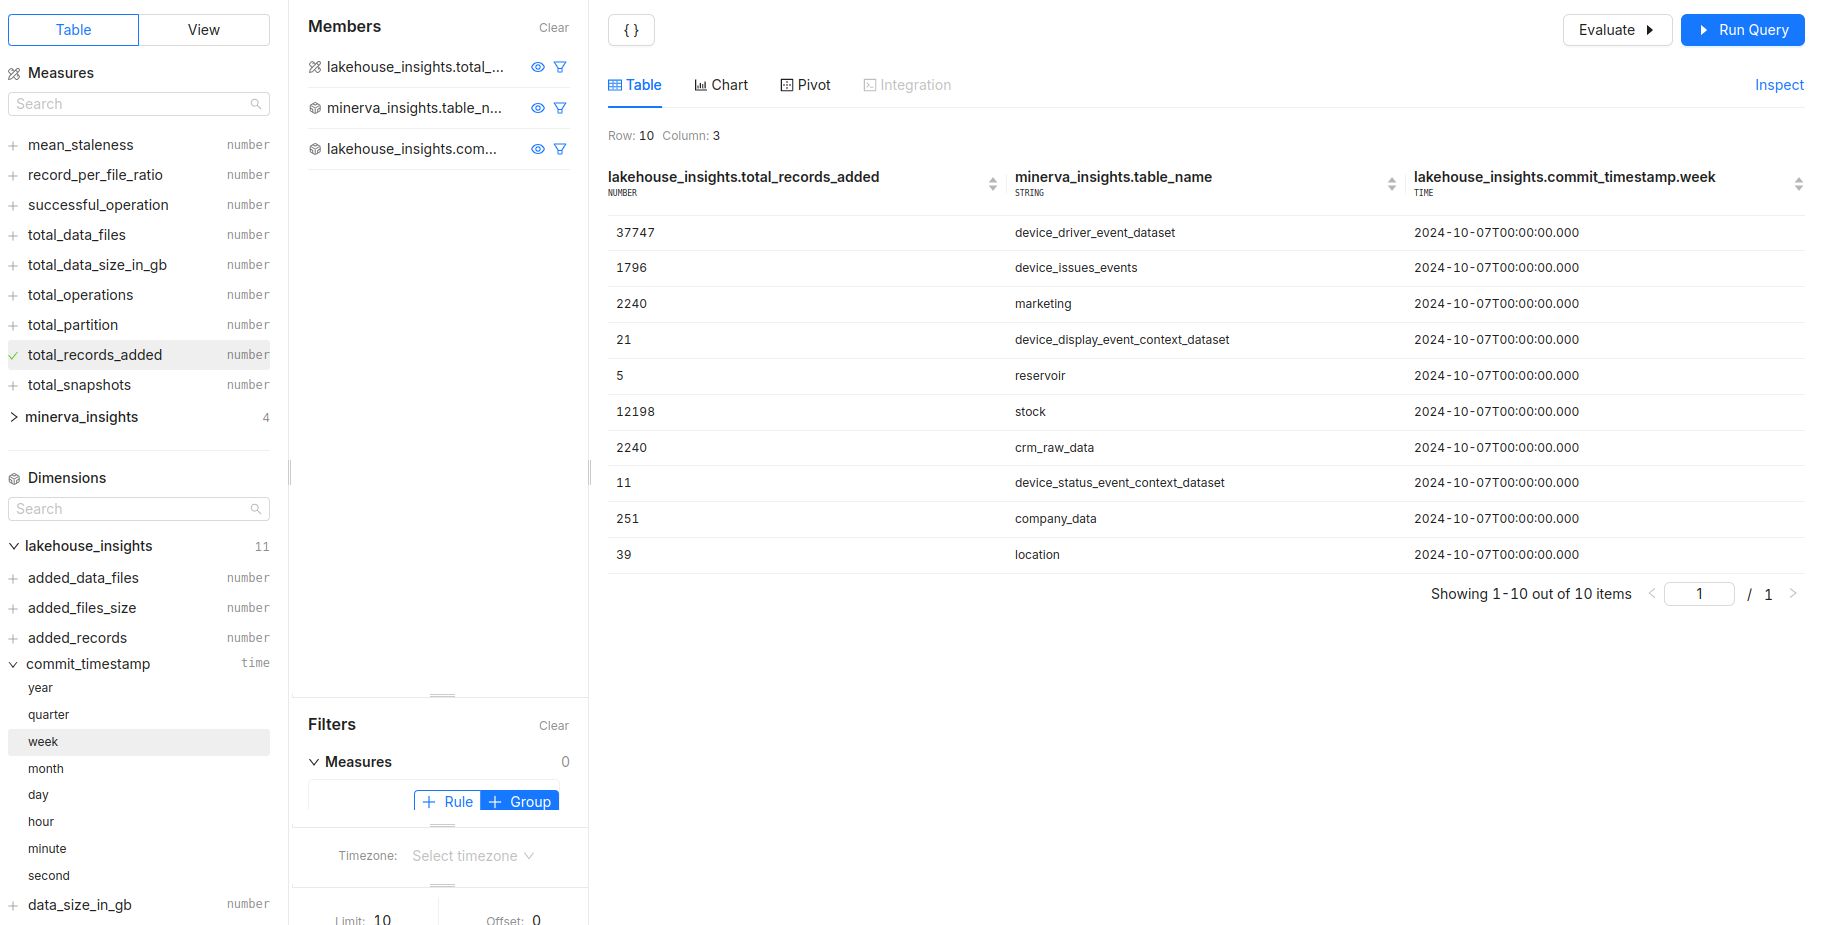 Table View
Measures
Search
mean_staleness number
record_per_file_ratio number
successful_operation number
total_data_files number
total_data_size_in_gb number
total_operations number
total_partition number
total_records_added number
total_snapshots number
minerva_insights 4
Dimensions
Search
lakehouse_insights 11
added_data_files number
added_files_size number
added_records number
commit_timestamp time
year
quarter
week
month
day
hour
minute
second
data_size_in_gb number
Members Clear
lakehouse_insights.total_...
minerva_insights.table_n...
lakehouse_insights.com...
Filters Clear
Measures 0
Rule Group
Timezone: Select timezone
Limit: 10 Offset: 0
{ } Evaluate Run Query
Table Chart Pivot Integration Inspect
Row: 10 Column: 3
lakehouse_insights.total_records_added minerva_insights.table_name lakehouse_insights.commit_timestamp.week
NUMBER STRING TIME
37747 device_driver_event_dataset 2024-10-07T00:00:00.000
1796 device_issues_events 2024-10-07T00:00:00.000
2240 marketing 2024-10-07T00:00:00.000
21 device_display_event_context_dataset 2024-10-07T00:00:00.000
5 reservoir 2024-10-07T00:00:00.000
12198 stock 2024-10-07T00:00:00.000
2240 crm_raw_data 2024-10-07T00:00:00.000
11 device_status_event_context_dataset 2024-10-07T00:00:00.000
251 company_data 2024-10-07T00:00:00.000
39 location 2024-10-07T00:00:00.000
Showing 1-10 out of 10 items 1 / 1